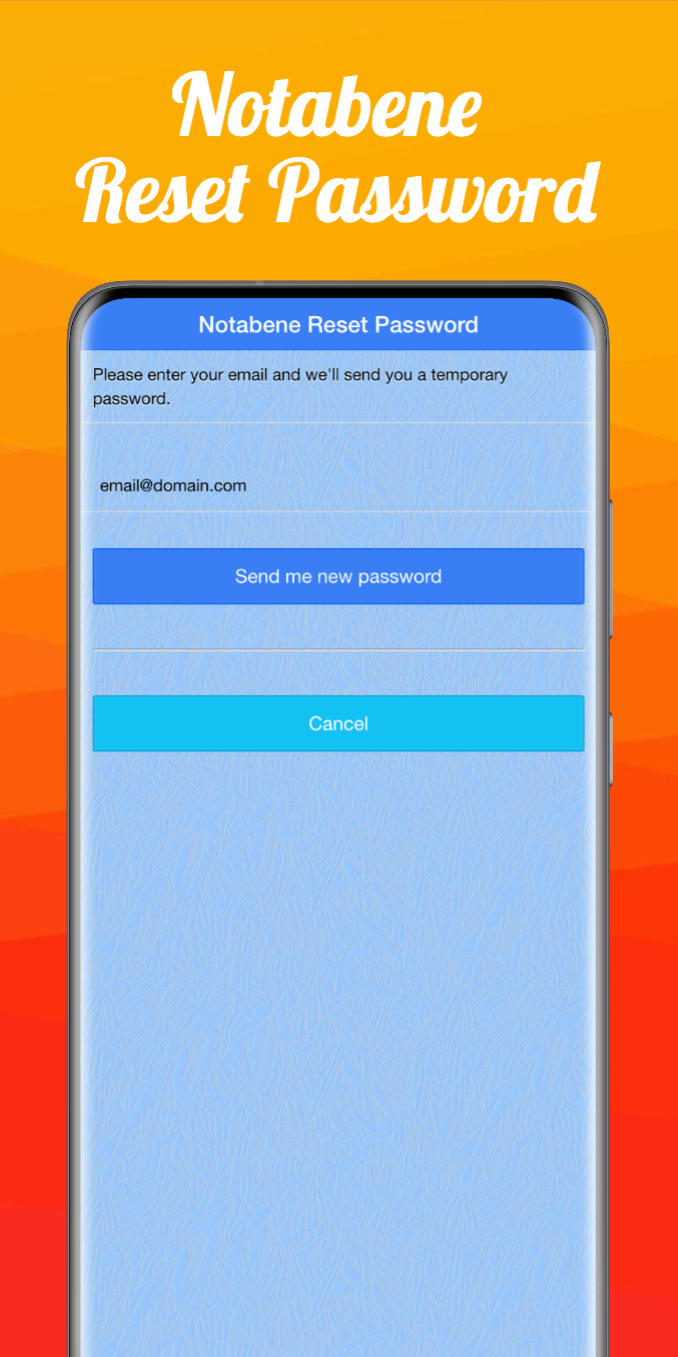 Notabene
Reset Password
Notabene Reset Password
Please enter your email and we'll send you a temporary
password.
email@domain.com
Send me new password
Cancel